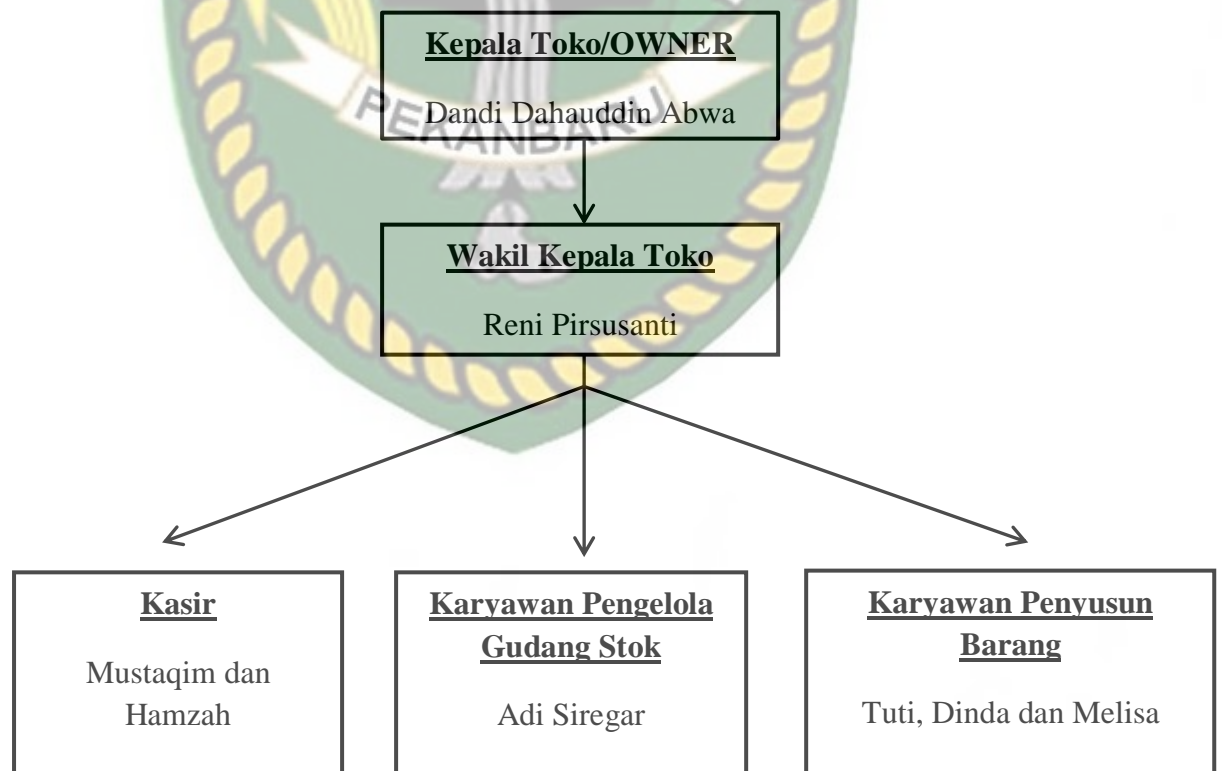 Kepala Toko/OWNER
Dandi Dahauddin Abwa
PEKANBARU
Wakil Kepala Toko
Reni Pirsusanti
Kasir
Mustaqim dan
Hamzah
Karyawan Pengelola
Gudang Stok
Adi Siregar
Karyawan Penyusun
Barang
Tuti, Dinda dan Melisa